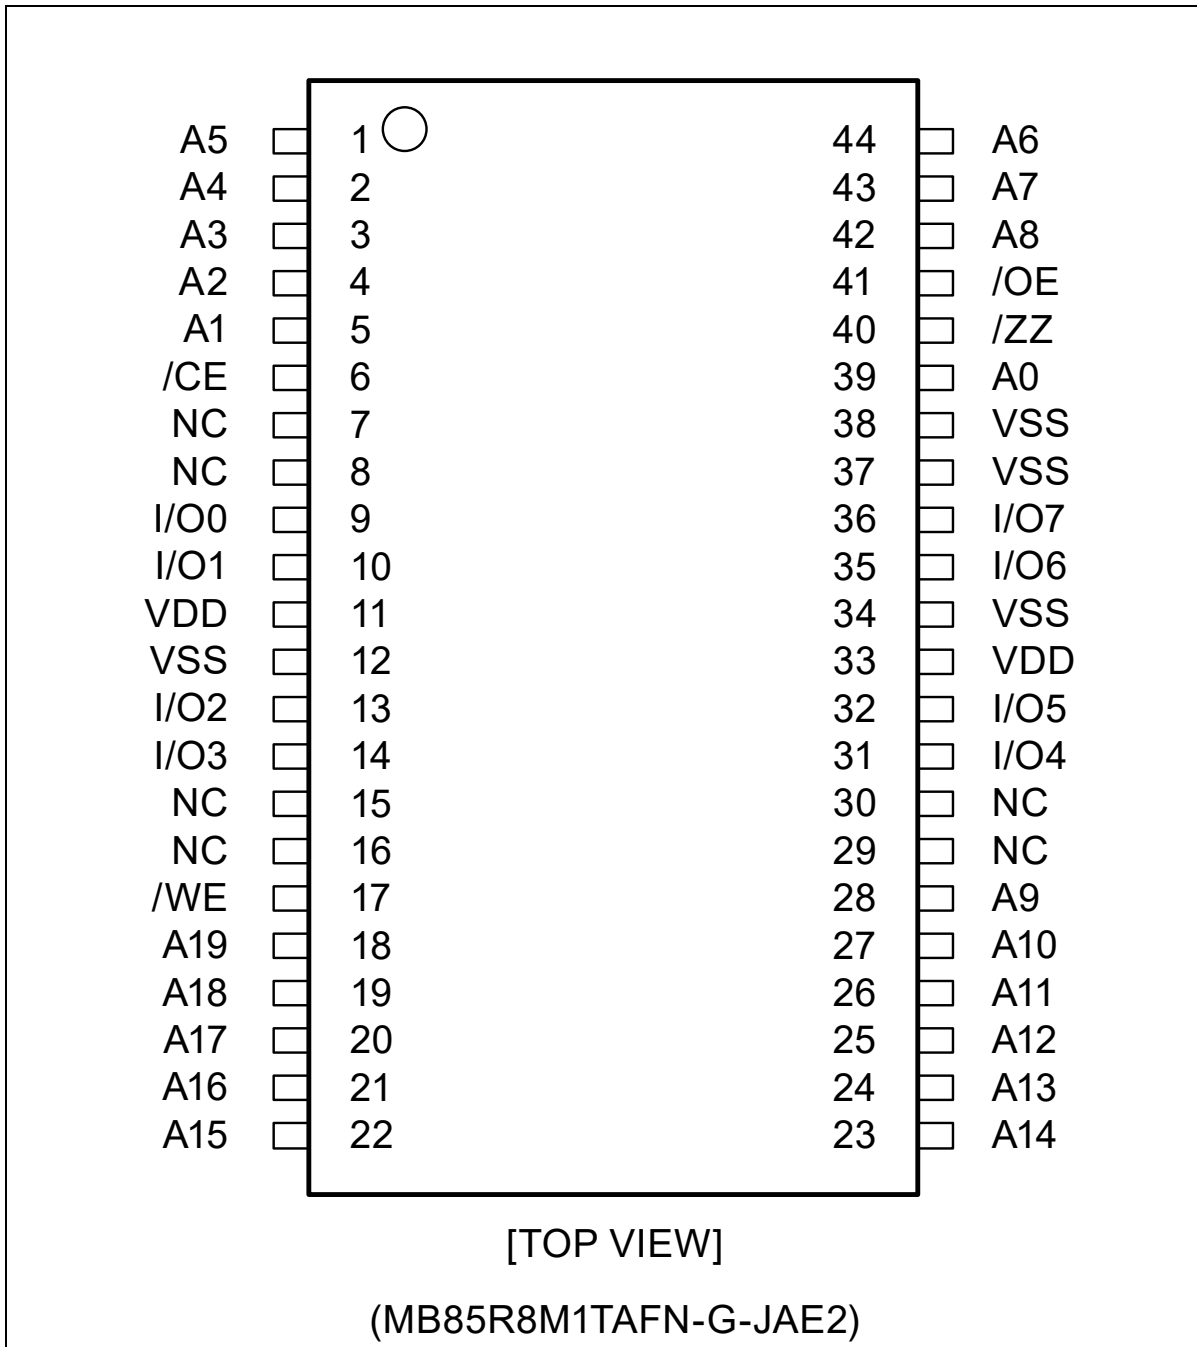 A5 1 44 A6
A4 2 43 A7
A3 3 42 A8
A2 4 41 /OE
A1 5 40 /ZZ
/CE 6 39 A0
NC 7 38 VSS
NC 8 37 VSS
I/O0 9 36 I/O7
I/O1 10 35 I/O6
VDD 11 34 VSS
VSS 12 33 VDD
I/O2 13 32 I/O5
I/O3 14 31 I/O4
NC 15 30 NC
NC 16 29 NC
/WE 17 28 A9
A19 18 27 A10
A18 19 26 A11
A17 20 25 A12
A16 21 24 A13
A15 22 23 A14
[TOP VIEW]
(MB85R8M1TAFN-G-JAE2)